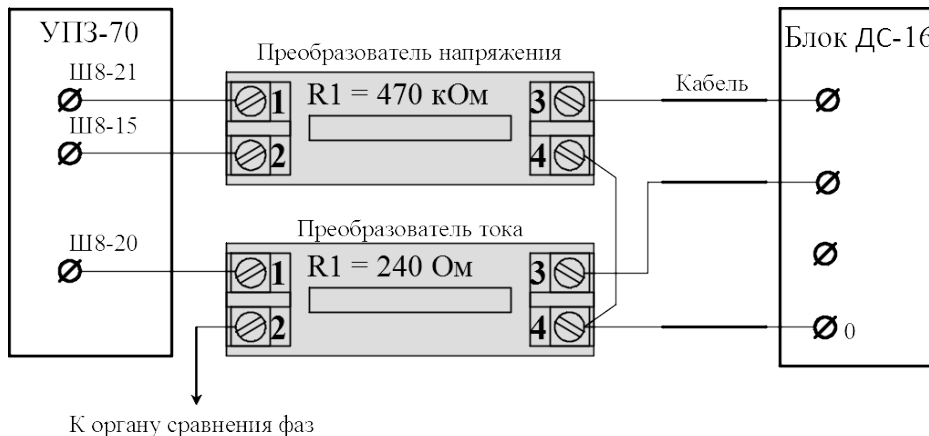 УПЗ-70
Блок ДС-16
Преобразователь напряжения
Ш8-21
1
R1 = 470 кОм
3
Кабель
Ш8-15
2
4
Преобразователь тока
Ш8-20
1
R1 = 240 Ом
3
2
4
0
К органу сравнения фаз